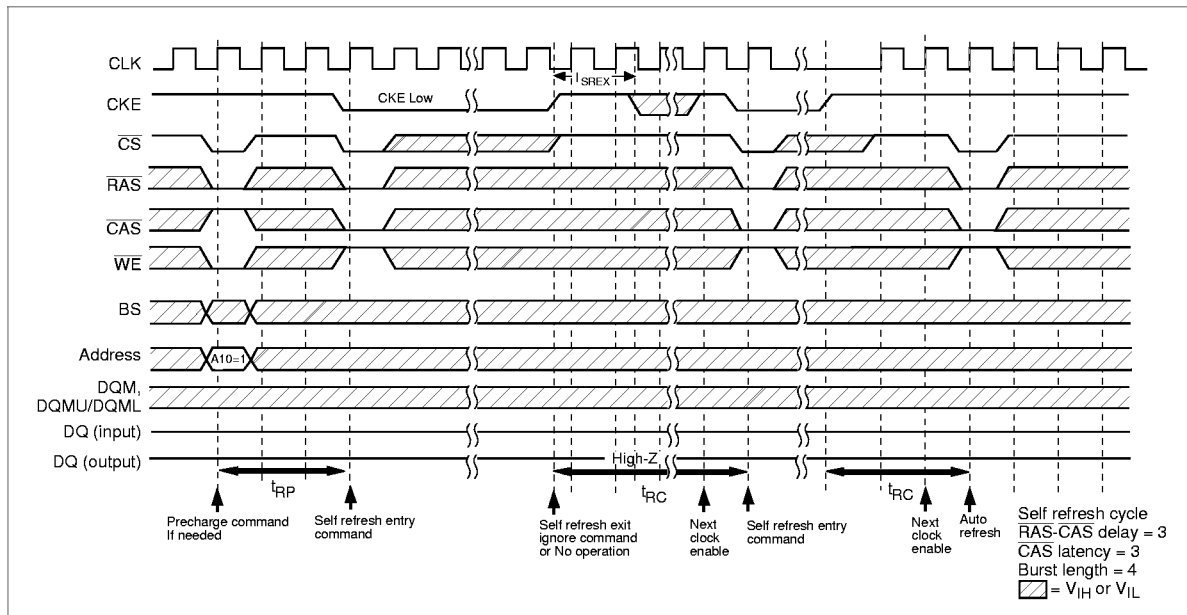 CLK
l SREX
CKE
CKE Low
CS
RAS
CAS
WE
BS
Address
A10=1
DQM,
DQMU/DQML
DQ (input)
DQ (output)
High-Z
tRP
tRC
tRC
Precharge command
If needed
Self refresh entry
command
Self refresh exit
ignore command
or No operation
Next
clock
enable
Self refresh entry
command
Next
clock
enable
Auto
refresh
Self refresh cycle
RAS-CAS delay = 3
CAS latency = 3
Burst length = 4
= VIH or VIL